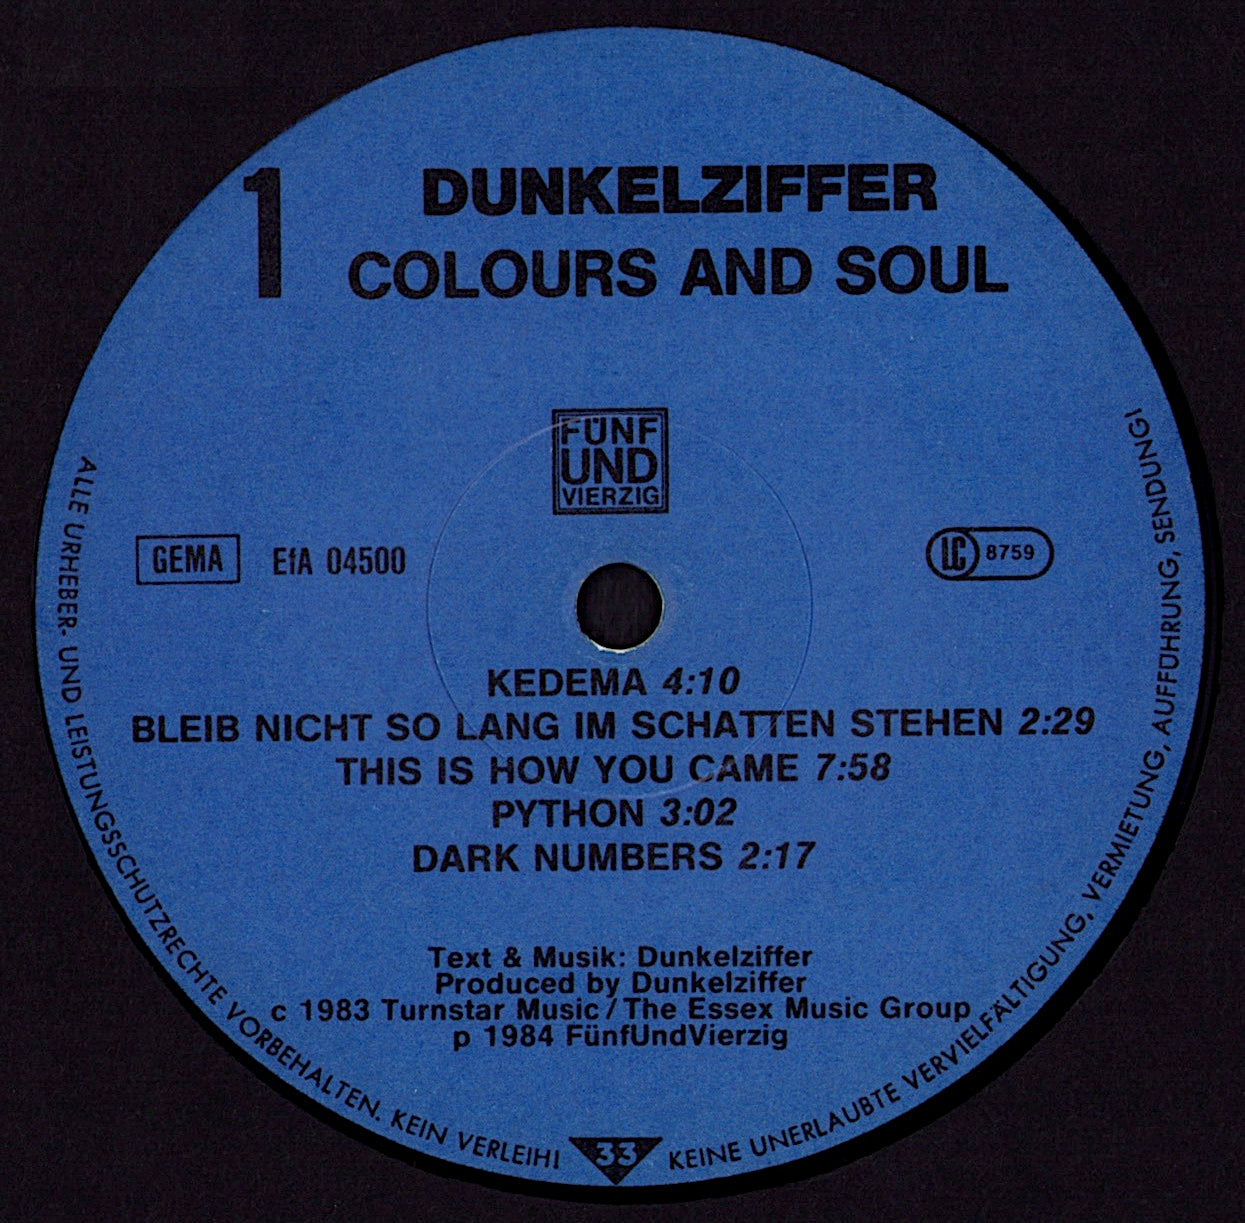 1
DUNKELZIFFER
COLOURS AND SOUL
FÜNF
UND
VIERZIG
GEMA
EfA 04500
LC 8759
KEDEMA 4:10
BLEIB NICHT SO LANG IM SCHATTEN STEHEN 2:29
THIS IS HOW YOU CAME 7:58
PYTHON 3:02
DARK NUMBERS 2:17
Text & Musik: Dunkelziffer
Produced by Dunkelziffer
c 1983 Turnstar Music / The Essex Music Group
p 1984 FünfUndVierzig
ALLE URHEBER- UND LEISTUNGSSCHUTZRECHTE VORBEHALTEN. KEIN VERLEIH! KEINE UNERLAUBTE VERVIELFÄLTIGUNG, VERMIETUNG, AUFFÜHRUNG, SENDUNG!
33